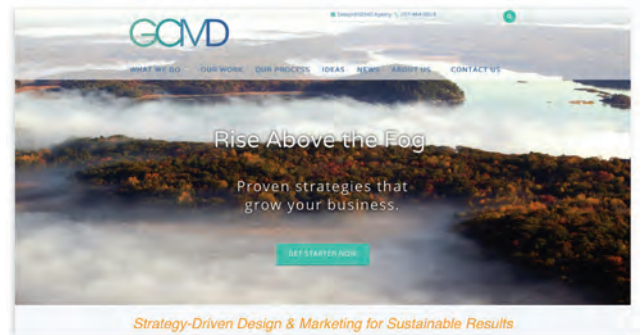 GCMD
WHAT WE DO OUR WORK OUR PROCESS IDEAS NEWS ABOUT US CONTACT US
Rise Above the Fog
Proven strategies that
grow your business.
GET STARTED NOW
Strategy-Driven Design & Marketing for Sustainable Results